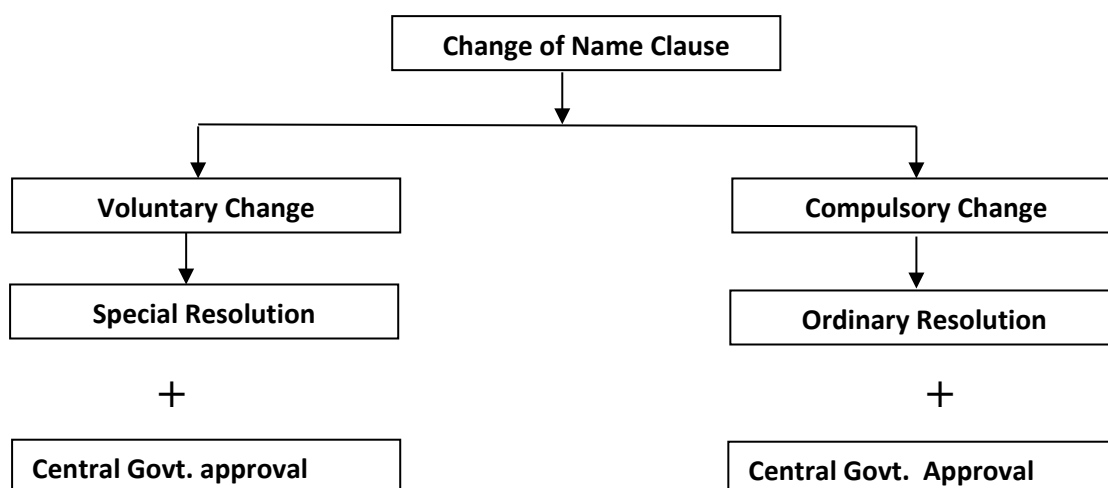 Change of Name Clause
Voluntary Change
Compulsory Change
Special Resolution
Ordinary Resolution
+
+
Central Govt. approval
Central Govt. Approval